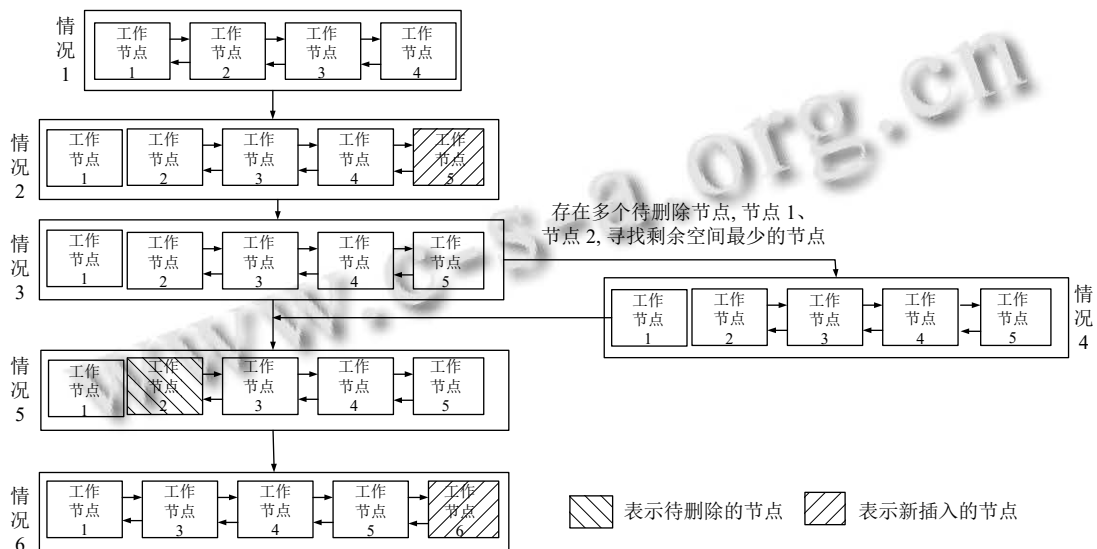 情况1
工作节点1
工作节点2
工作节点3
工作节点4
情况2
工作节点1
工作节点2
工作节点3
工作节点4
工作节点5
存在多个待删除节点, 节点 1、
节点 2, 寻找剩余空间最少的节点
情况3
工作节点1
工作节点2
工作节点3
工作节点4
工作节点5
情况4
工作节点1
工作节点2
工作节点3
工作节点4
工作节点5
情况5
工作节点1
工作节点2
工作节点3
工作节点4
工作节点5
情况6
工作节点1
工作节点3
工作节点4
工作节点5
工作节点6
表示待删除的节点
表示新插入的节点
www.c-s-a.org.cn